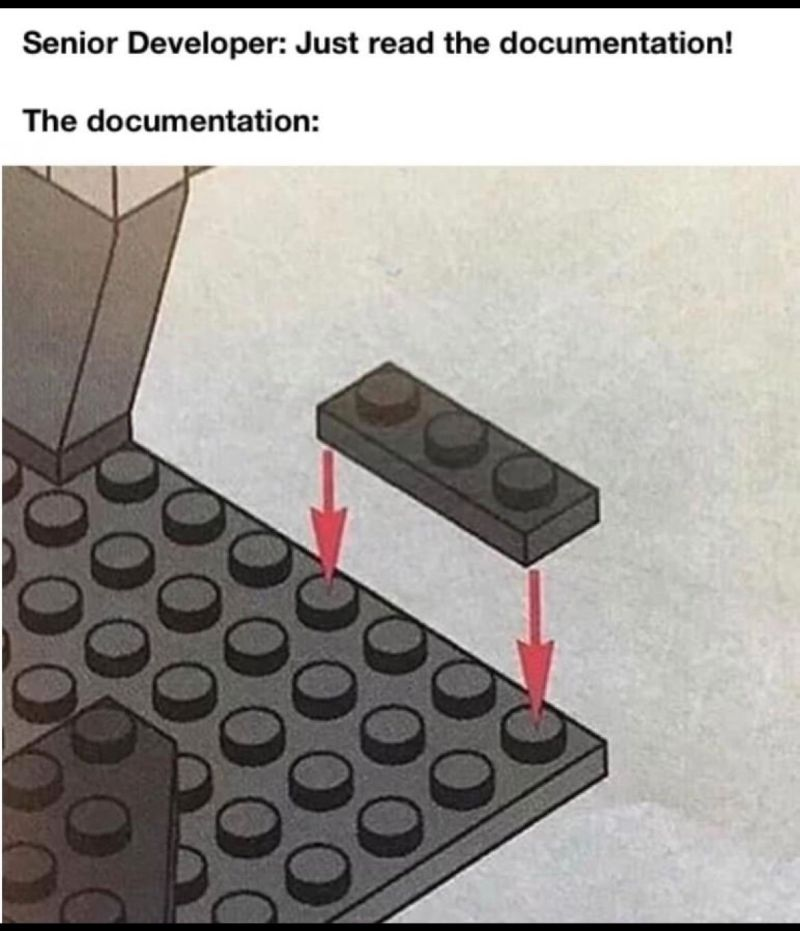 Senior Developer: Just read the documentation!
The documentation: